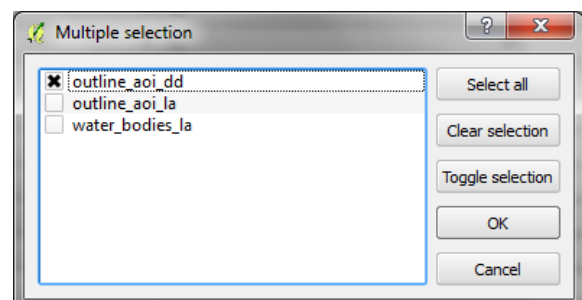 Multiple selection
?
X
outline_aoi_dd
outline_aoi_la
water_bodies_la
Select all
Clear selection
Toggle selection
OK
Cancel